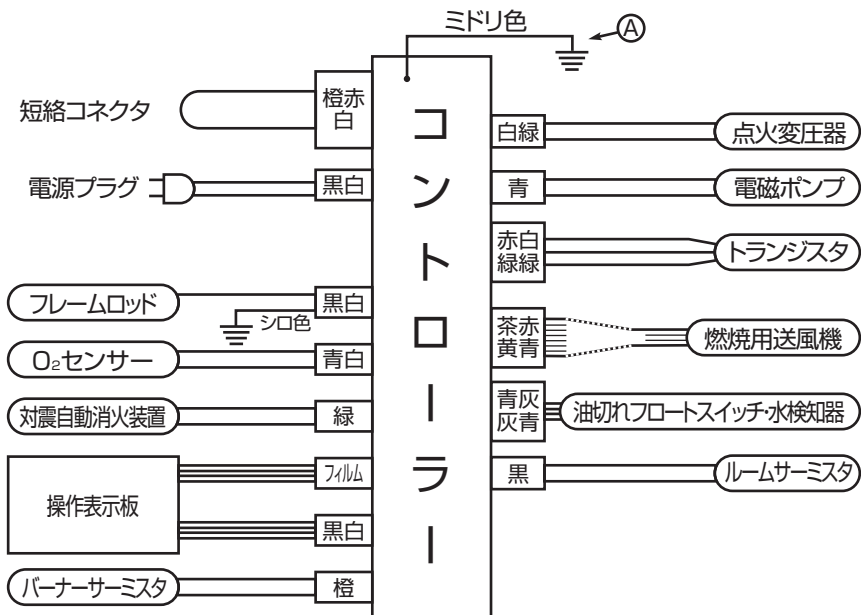 ミドリ色
Ⓐ
短絡コネクタ
橙赤
白
電源プラグ
黒白
フレームロッド
黒白
シロ色
O₂センサー
青白
対震自動消火装置
緑
操作表示板
フィルム
黒白
バーナーサーミスタ
橙
コントローラー
白緑
点火変圧器
青
電磁ポンプ
赤白
緑緑
トランジスタ
茶赤
黄青
燃焼用送風機
青灰
灰青
油切れフロートスイッチ・水検知器
黒
ルームサーミスタ